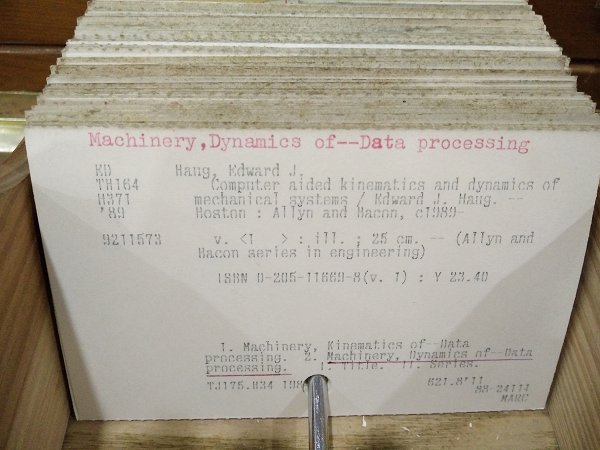 Machinery,Dynamics of--Data processing
ED Haug, Edward J.
TH164 Computer aided kinematics and dynamics of
H371 mechanical systems / Edward J. Haug. --
'89 Boston : Allyn and Bacon, c1989-
9211573 v. <1 > : ill. ; 25 cm. -- (Allyn and
Bacon series in engineering)
ISBN 0-205-11669-8(v. 1) : Y 23.40
1. Machinery, Kinematics of--Data
processing. 2. Machinery, Dynamics of--Data
processing. I. Title. II. Series.
TJ175.H34 198
621.8'11
88-24111
MARC